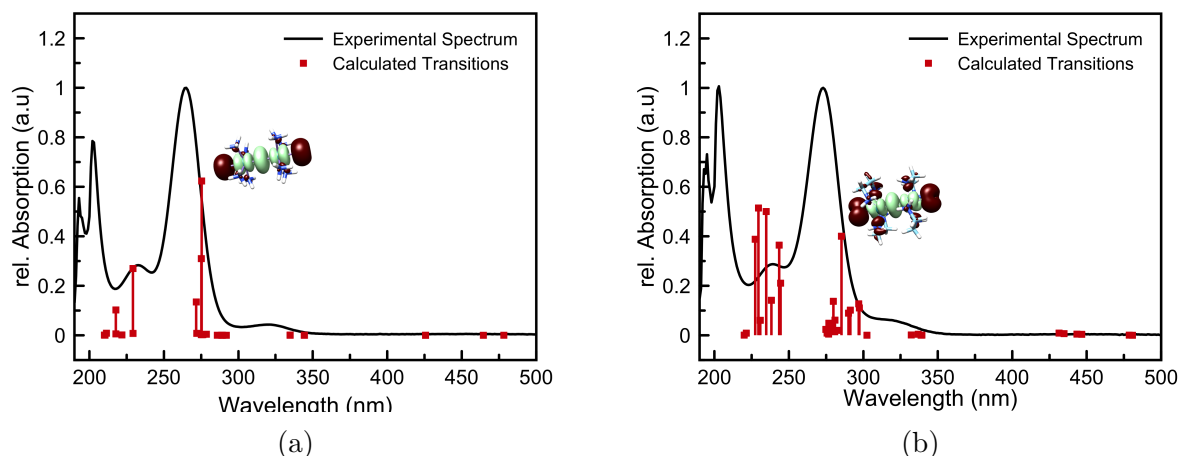 1.2
1
0.8
0.6
0.4
0.2
0
rel. Absorption (a.u)
Experimental Spectrum
Calculated Transitions
200 250 300 350 400 450 500
Wavelength (nm)
(a)
1.2
1
0.8
0.6
0.4
0.2
0
rel. Absorption (a.u)
Experimental Spectrum
Calculated Transitions
200 250 300 350 400 450 500
Wavelength (nm)
(b)